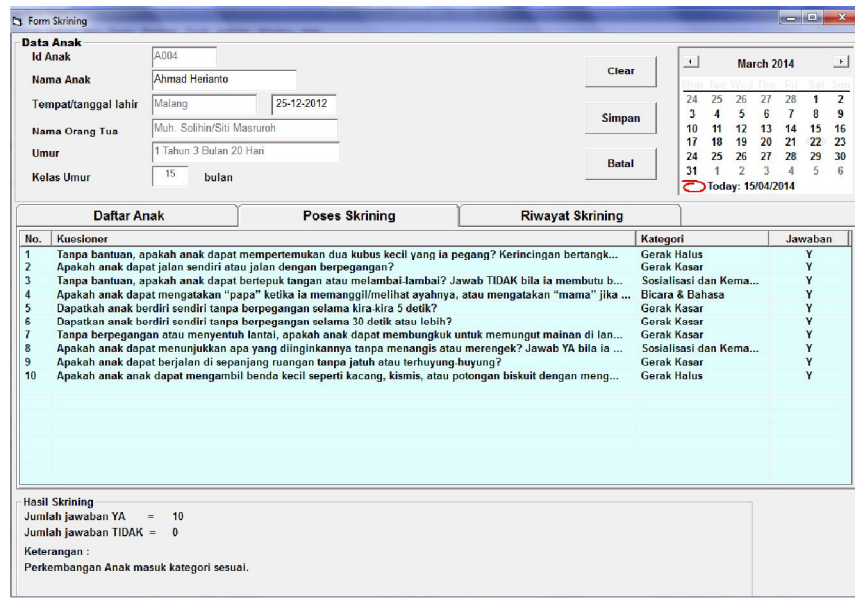 Form Skrining
Data Anak
Id Anak A004
Nama Anak Ahmad Herianto
Tempat/tanggal lahir Malang 25-12-2012
Nama Orang Tua Muh. Solihin/Siti Masruroh
Umur 1 Tahun 3 Bulan 20 Hari
Kelas Umur 15 bulan
Clear
Simpan
Batal
March 2014
Mon Tue Wed Thu Fri Sat Sun
24 25 26 27 28 1 2
3 4 5 6 7 8 9
10 11 12 13 14 15 16
17 18 19 20 21 22 23
24 25 26 27 28 29 30
31 1 2 3 4 5 6
Today: 15/04/2014
Daftar Anak Poses Skrining Riwayat Skrining
No. Kuesioner Kategori Jawaban
1 Tanpa bantuan, apakah anak dapat mempertemukan dua kubus kecil yang ia pegang? Kerincingan bertangk... Gerak Halus Y
2 Apakah anak dapat jalan sendiri atau jalan dengan berpegangan? Gerak Kasar Y
3 Tanpa bantuan, apakah anak dapat bertepuk tangan atau melambai-lambai? Jawab TIDAK bila ia membutu b... Sosialisasi dan Kema... Y
4 Apakah anak dapat mengatakan “papa” ketika ia memanggil/melihat ayahnya, atau mengatakan “mama” jika ... Bicara & Bahasa Y
5 Dapatkah anak berdiri sendiri tanpa berpegangan selama kira-kira 5 detik? Gerak Kasar Y
6 Dapatkah anak berdiri sendiri tanpa berpegangan selama 30 detik atau lebih? Gerak Kasar Y
7 Tanpa berpegangan atau menyentuh lantai, apakah anak dapat membungkuk untuk memungut mainan di lan... Gerak Kasar Y
8 Apakah anak dapat menunjukkan apa yang diinginkannya tanpa menangis atau merengek? Jawab YA bila ia ... Sosialisasi dan Kema... Y
9 Apakah anak dapat berjalan di sepanjang ruangan tanpa jatuh atau terhuyung-huyung? Gerak Kasar Y
10 Apakah anak anak dapat mengambil benda kecil seperti kacang, kismis, atau potongan biskuit dengan meng... Gerak Halus Y
Hasil Skrining
Jumlah jawaban YA = 10
Jumlah jawaban TIDAK = 0
Keterangan :
Perkembangan Anak masuk kategori sesuai.